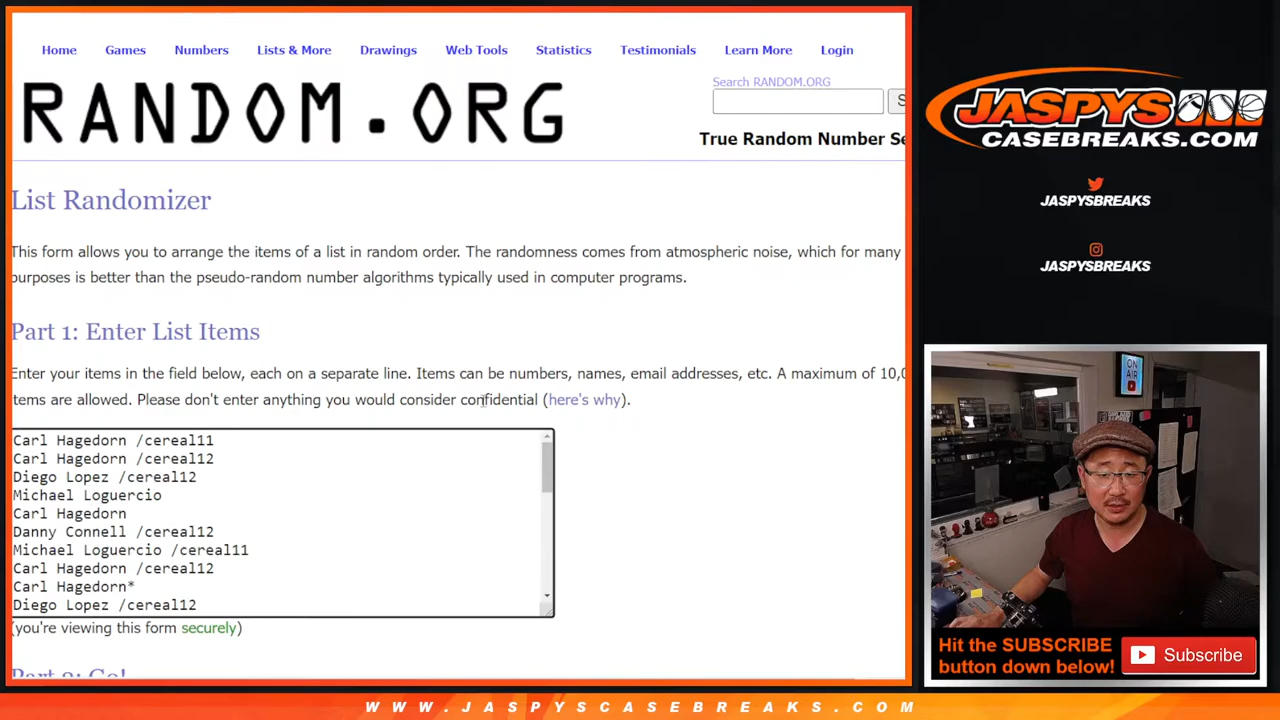 Home Games Numbers Lists & More Drawings Web Tools Statistics Testimonials Learn More Login
RANDOM.ORG
Search RANDOM.ORG
S
True Random Number Se
List Randomizer
This form allows you to arrange the items of a list in random order. The randomness comes from atmospheric noise, which for many
purposes is better than the pseudo-random number algorithms typically used in computer programs.
Part 1: Enter List Items
Enter your items in the field below, each on a separate line. Items can be numbers, names, email addresses, etc. A maximum of 10,0
tems are allowed. Please don't enter anything you would consider confidential (here's why).
Carl Hagedorn /cereal11
Carl Hagedorn /cereal12
Diego Lopez /cereal12
Michael Loguercio
Carl Hagedorn
Danny Connell /cereal12
Michael Loguercio /cereal11
Carl Hagedorn /cereal12
Carl Hagedorn*
Diego Lopez /cereal12
(you're viewing this form securely)
Part 2: Go!
JASPYS
CASEBREAKS.COM
JASPYSBREAKS
JASPYSBREAKS
ON AIR
Hit the SUBSCRIBE
button down below!
Subscribe
WWW.JASPYSCASEBREAKS.COM